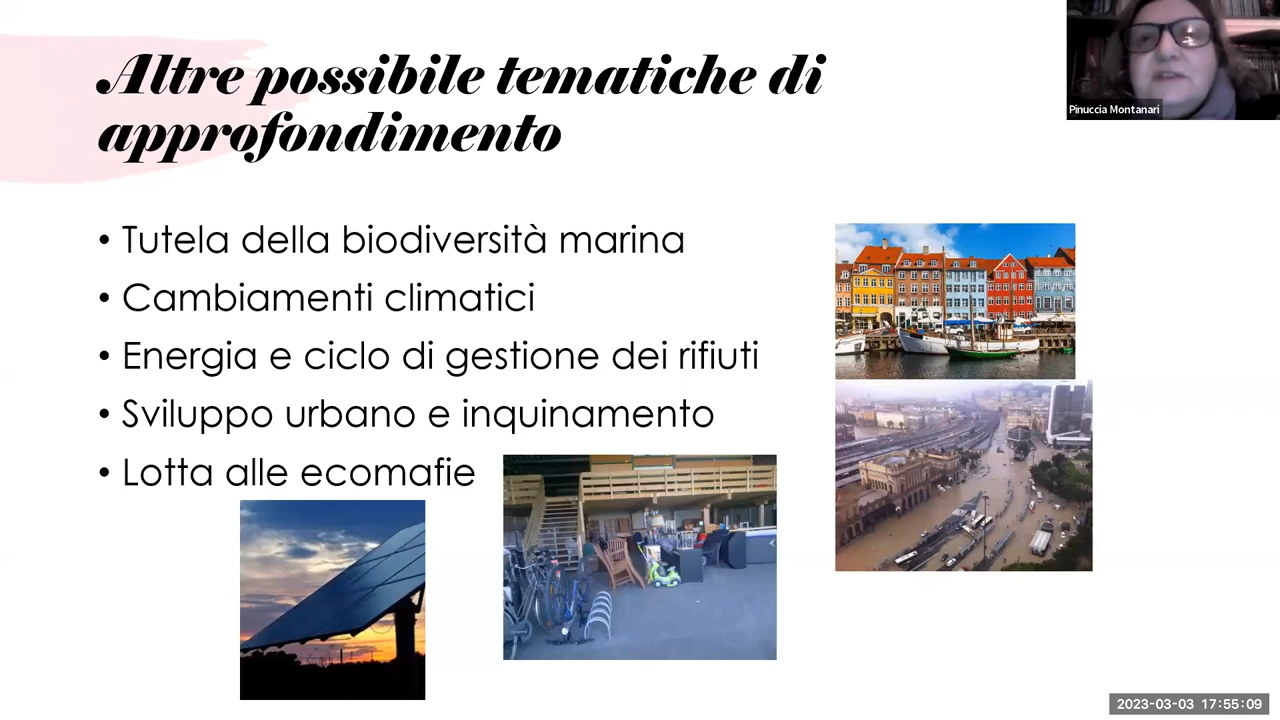 Altre possibile tematiche di
approfondimento
Pinuccia Montanari
• Tutela della biodiversità marina
• Cambiamenti climatici
• Energia e ciclo di gestione dei rifiuti
• Sviluppo urbano e inquinamento
• Lotta alle ecomafie
2023-03-03 17:55:09